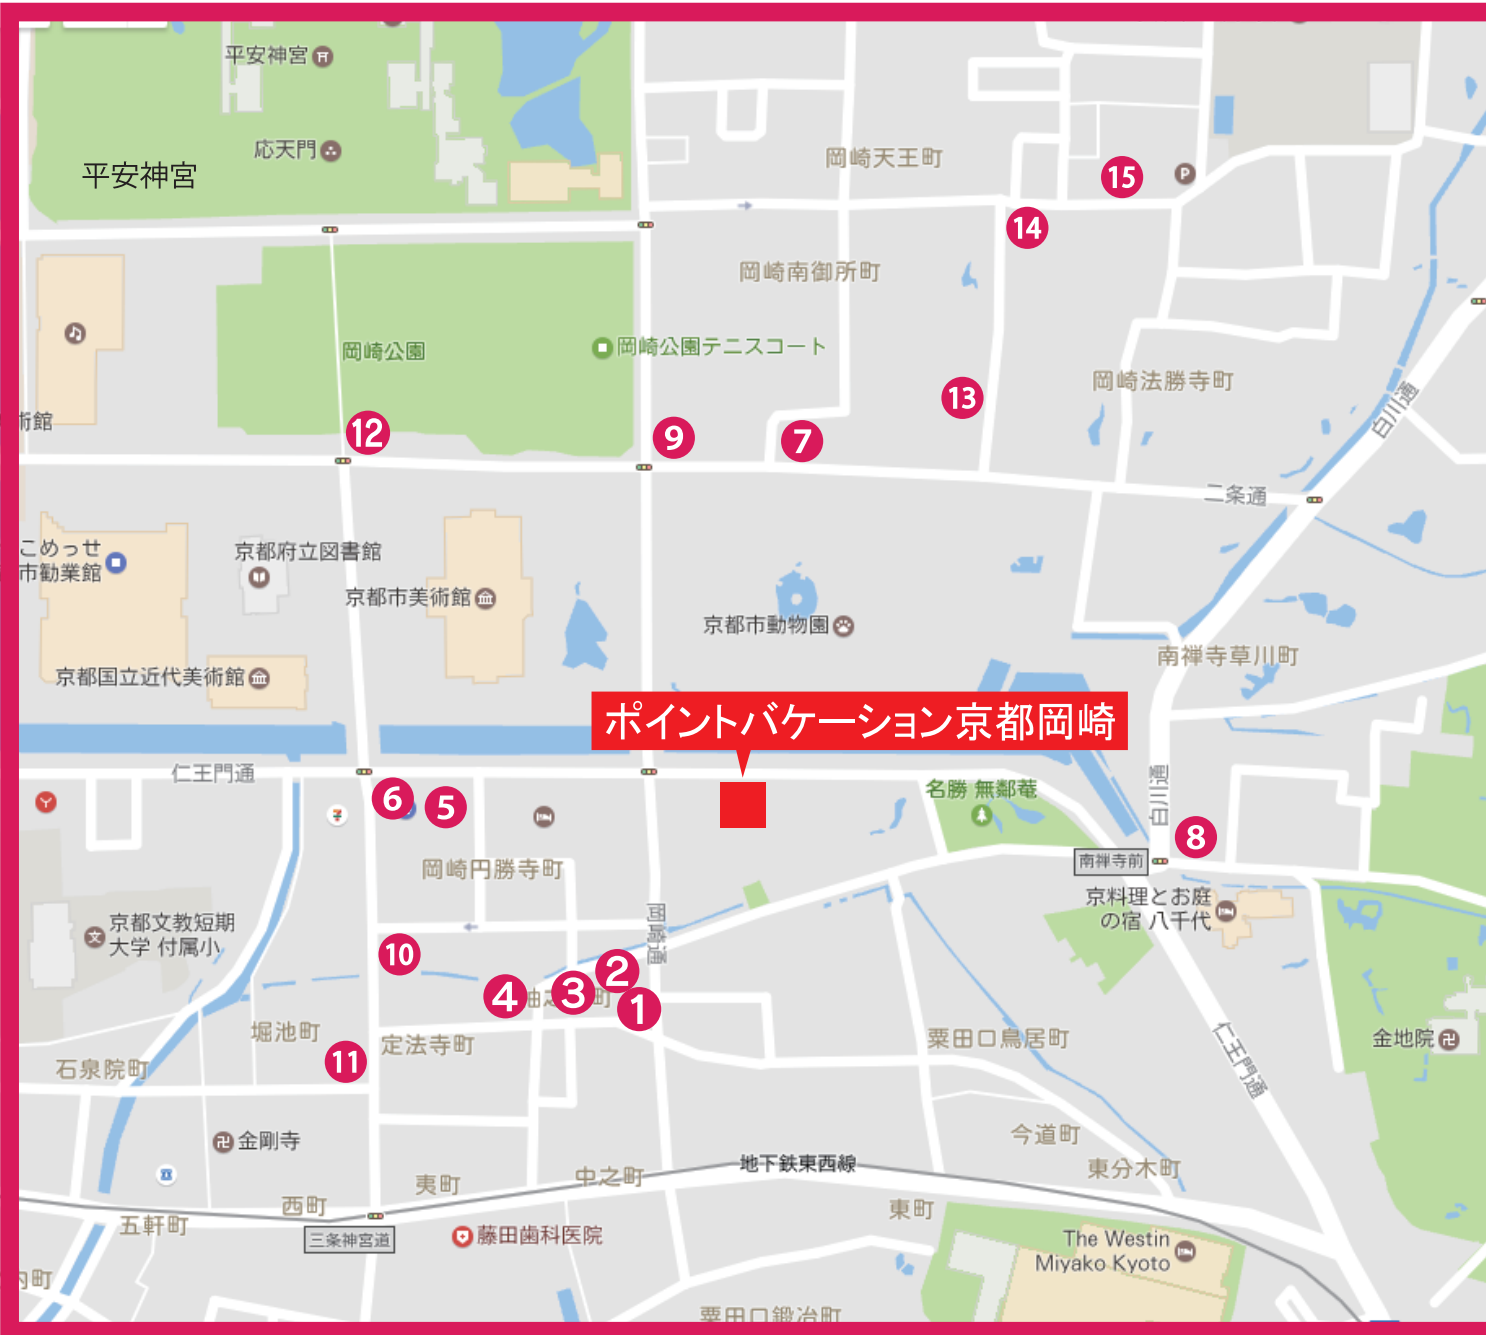 平安神宮
応天門
平安神宮
岡崎天王町
15
P
14
岡崎南御所町
岡崎公園
岡崎公園テニスコート
13
岡崎法勝寺町
白川通
術館
12
9
7
二条通
こめっせ
市勧業館
京都府立図書館
京都市美術館
京都市動物園
京都国立近代美術館
南禅寺草川町
ポイントバケーション京都岡崎
仁王門通
6
5
名勝 無鄰菴
白川通
8
南禅寺前
岡崎円勝寺町
京料理とお庭
の宿 八千代
文
京都文教短期
大学 付属小
岡崎通
10
2
4
3
町
1
堀池町
定法寺町
粟田口鳥居町
仁王門通
金地院
石泉院町
11
金剛寺
今道町
地下鉄東西線
東分木町
中之町
夷町
西町
五軒町
東町
三条神宮道
藤田歯科医院
The Westin
Miyako Kyoto
内町
粟田口鍛冶町